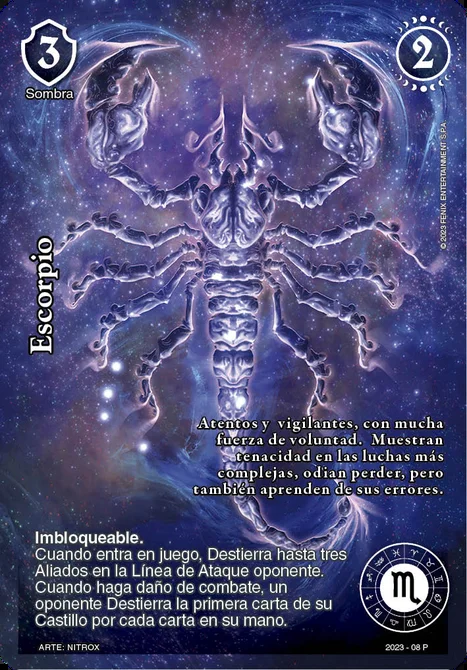 3
Sombra
2
© 2023 FENIX ENTERTAINMENT S.P.A.
Escorpio
Atentos y vigilantes, con mucha
fuerza de voluntad. Muestran
tenacidad en las luchas más
complejas, odian perder, pero
también aprenden de sus errores.
Imbloqueable.
Cuando entra en juego, Destierra hasta tres
Aliados en la Línea de Ataque oponente.
Cuando haga daño de combate, un
oponente Destierra la primera carta de su
Castillo por cada carta en su mano.
ARTE: NITROX
2023 - 08 P